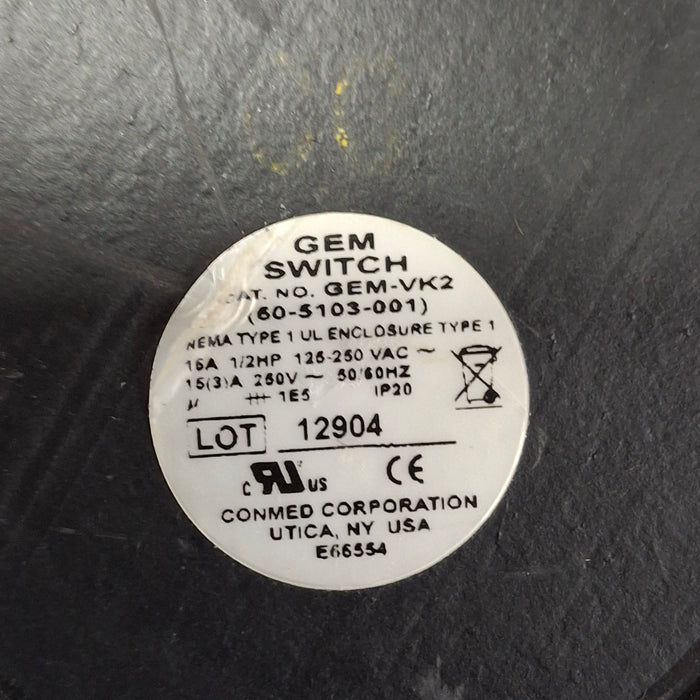 GEM
SWITCH
CAT. NO. GEM-VK2
(60-5103-001)
NEMA TYPE 1 UL ENCLOSURE TYPE 1
16A 1/2HP 125-250 VAC ~
15(3)A 250V ~ 50/60HZ
µ 1E5 IP20
LOT 12904
c RU us CE
CONMED CORPORATION
UTICA, NY USA
E66554